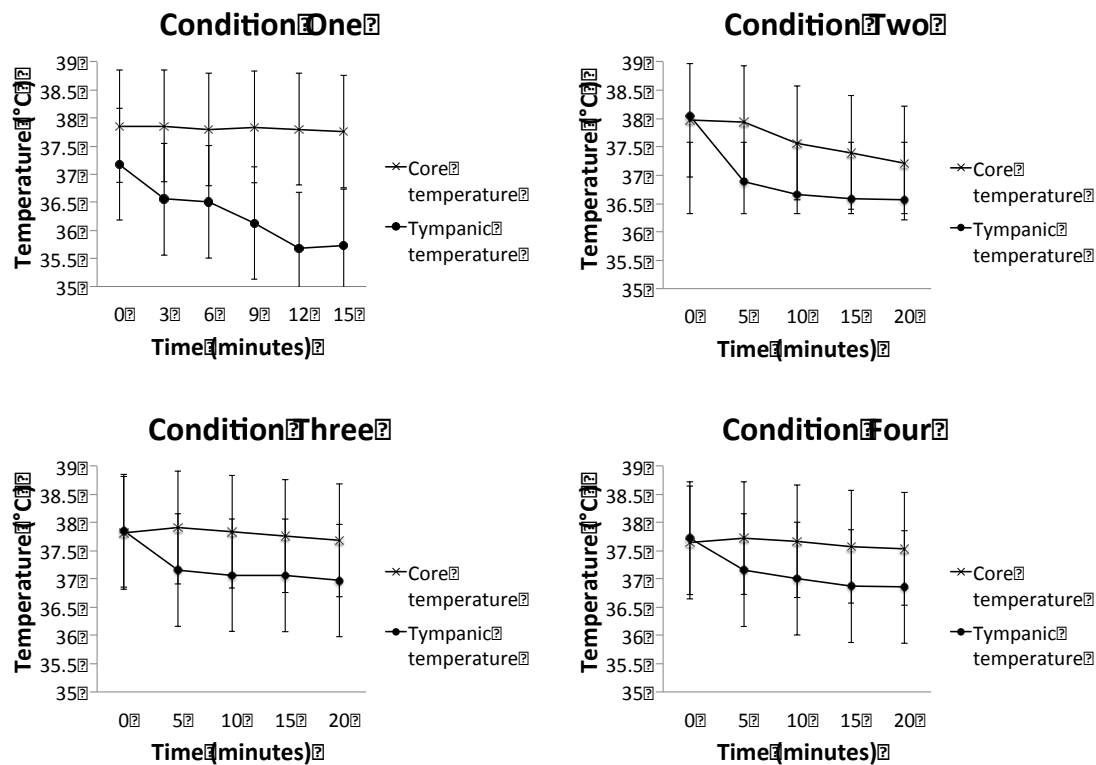 Condition One
Temperature (°C)
39
38.5
38
37.5
37
36.5
36
35.5
35
0 3 6 9 12 15
Time (minutes)
Core
temperature
Tympanic
temperature
Condition Two
Temperature (°C)
39
38.5
38
37.5
37
36.5
36
35.5
35
0 5 10 15 20
Time (minutes)
Core
temperature
Tympanic
temperature
Condition Three
Temperature (°C)
39
38.5
38
37.5
37
36.5
36
35.5
35
0 5 10 15 20
Time (minutes)
Core
temperature
Tympanic
temperature
Condition Four
Temperature (°C)
39
38.5
38
37.5
37
36.5
36
35.5
35
0 5 10 15 20
Time (minutes)
Core
temperature
Tympanic
temperature